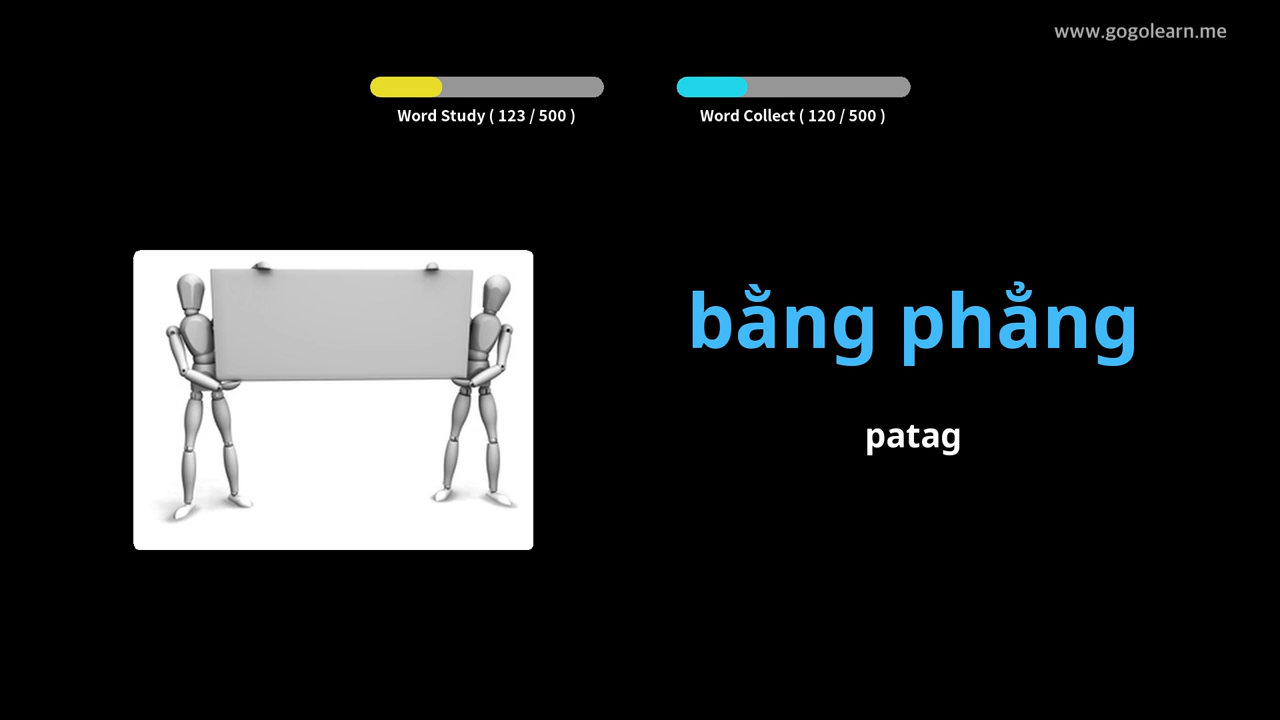 www.gogolearn.me
Word Study ( 123 / 500 )
Word Collect ( 120 / 500 )
bằng phẳng
patag